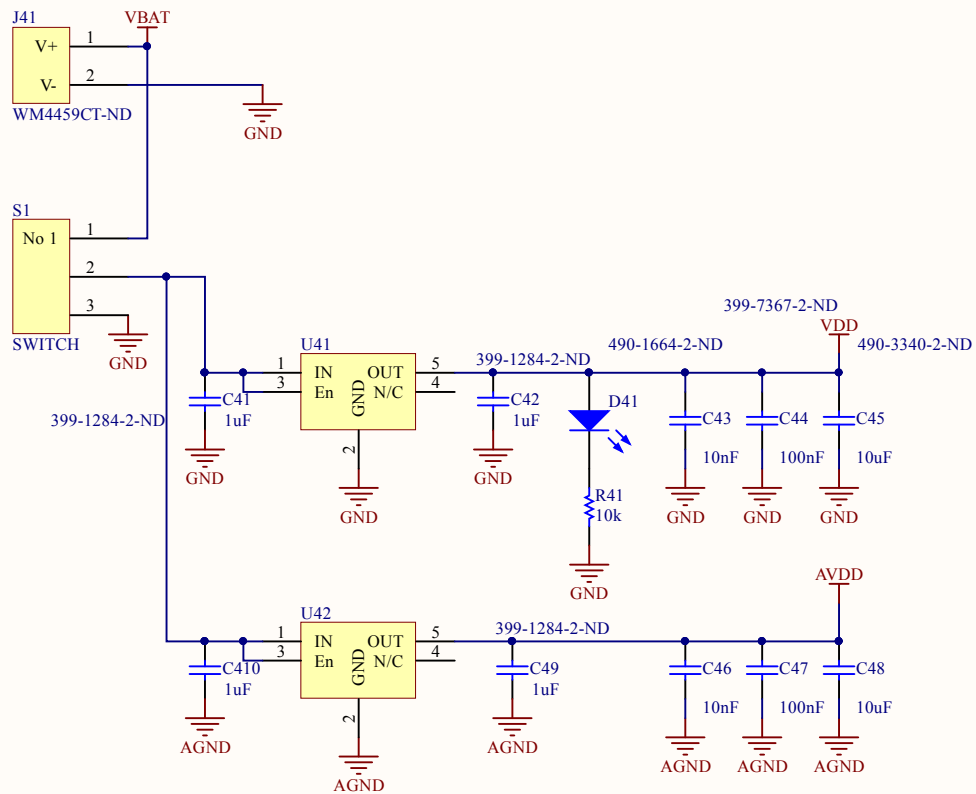 J41
VBAT
V+
1
V-
2
WM4459CT-ND
GND
S1
No 1
1
2
3
SWITCH
GND
399-7367-2-ND
VDD
U41
399-1284-2-ND
490-1664-2-ND
490-3340-2-ND
1
IN
OUT
5
3
En
N/C
4
GND
2
C41
1uF
399-1284-2-ND
GND
GND
C42
1uF
GND
D41
R41
10k
GND
C43
10nF
GND
C44
100nF
GND
C45
10uF
GND
AVDD
U42
399-1284-2-ND
1
IN
OUT
5
3
En
N/C
4
GND
2
C410
1uF
AGND
AGND
C49
1uF
AGND
C46
10nF
AGND
C47
100nF
AGND
C48
10uF
AGND